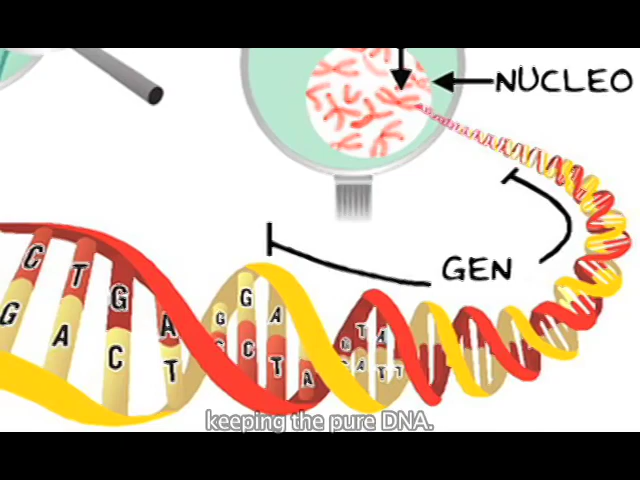 NUCLEO
GEN
C T G A G A
G A C T G C T A
G T A
C A T T
keeping the pure DNA.